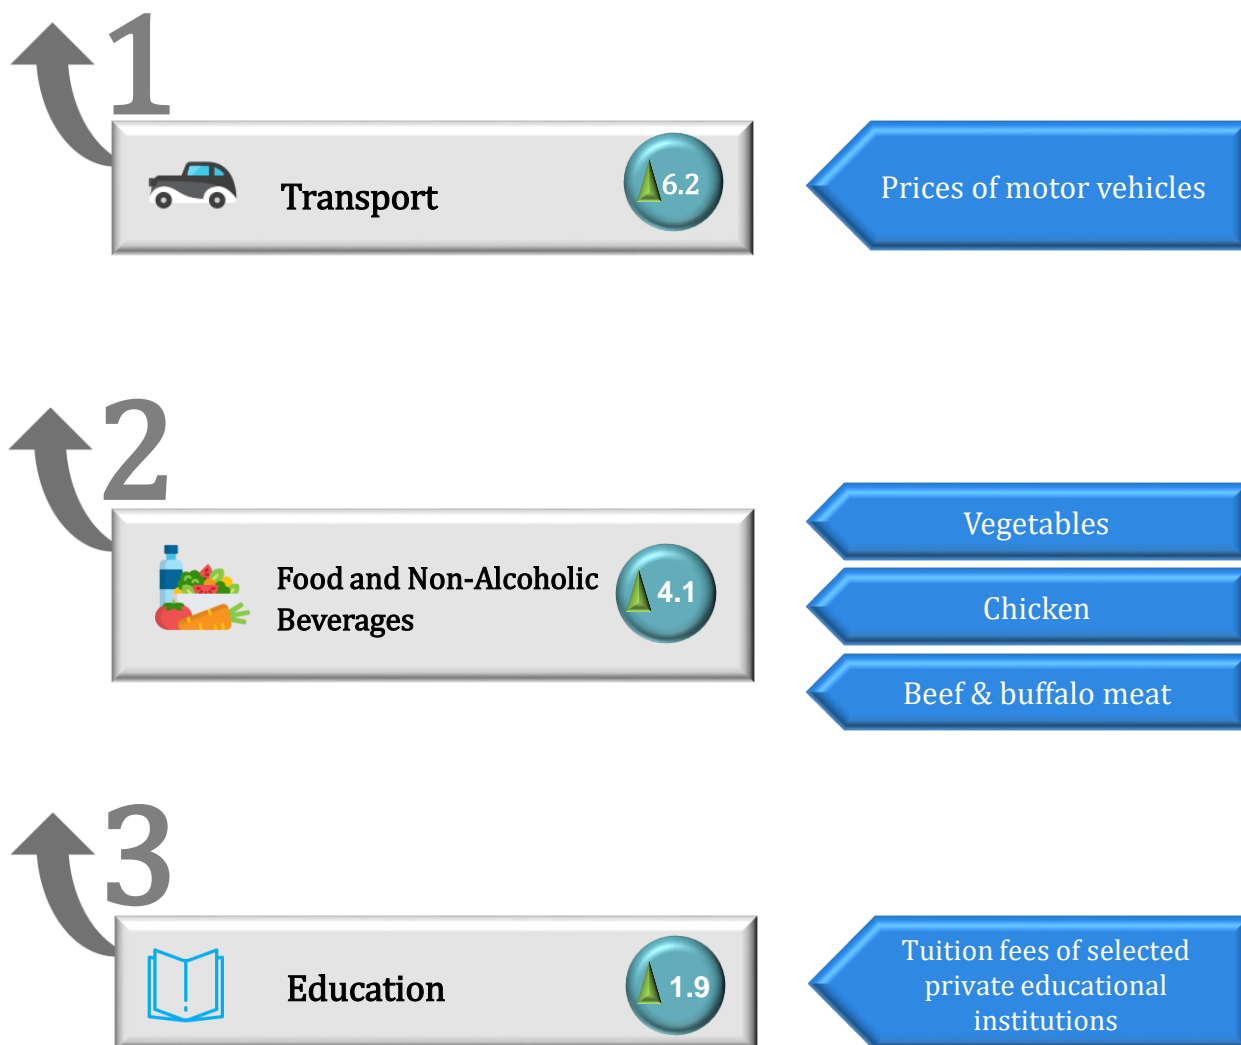 1
Transport
6.2
Prices of motor vehicles
2
Food and Non-Alcoholic
Beverages
4.1
Vegetables
Chicken
Beef & buffalo meat
3
Education
1.9
Tuition fees of selected
private educational
institutions